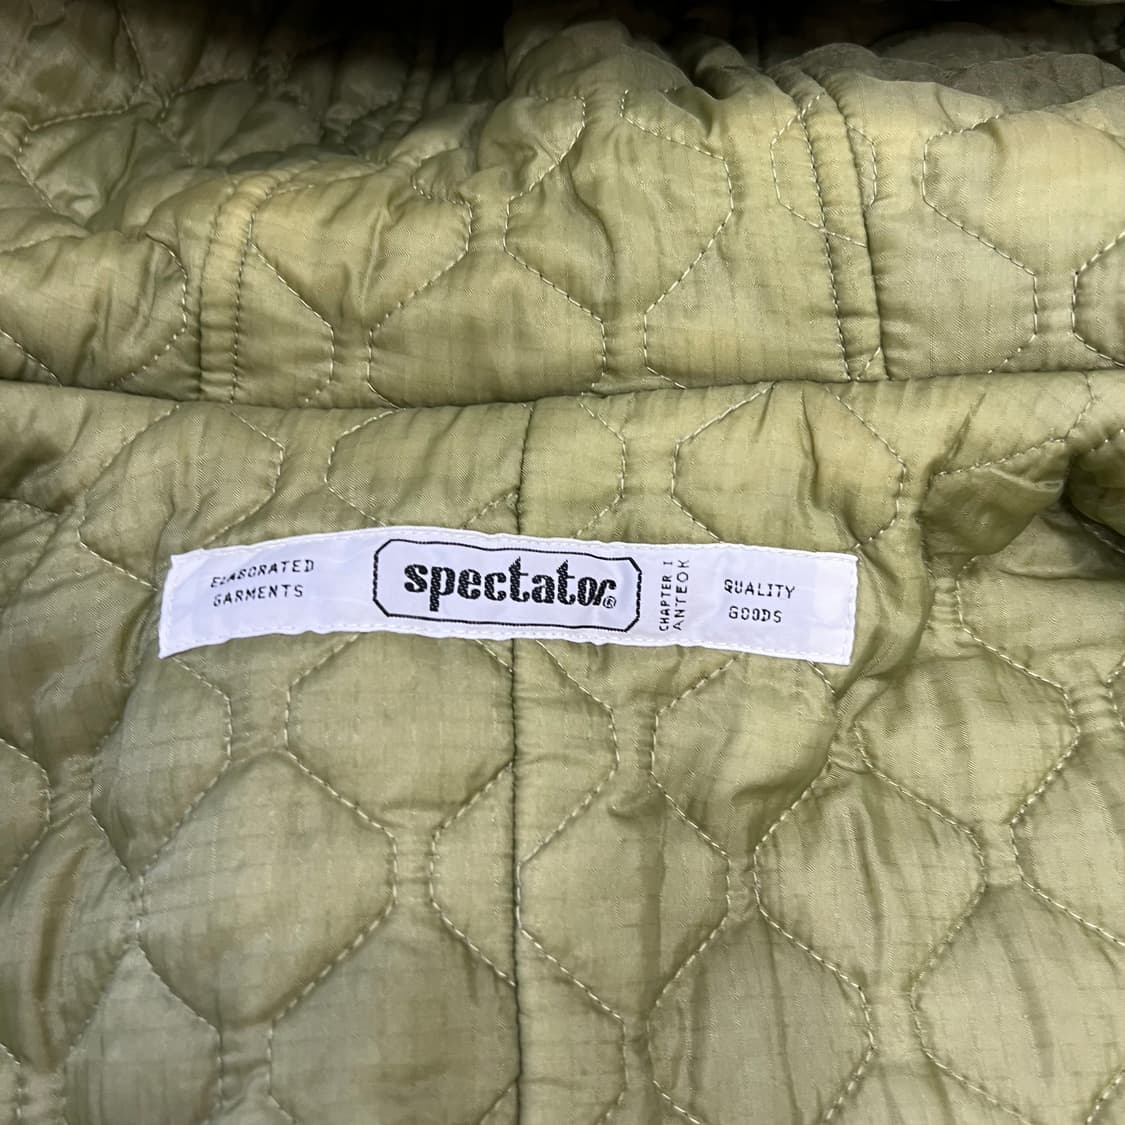 ELABORATED
GARMENTS
spectator®
CHAPTER I
ANTEOK
QUALITY
GOODS